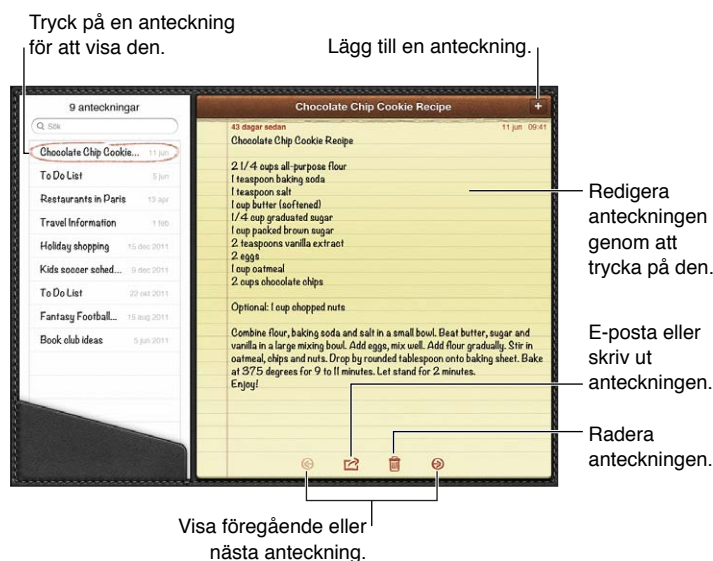 Tryck på en anteckning
för att visa den.
Lägg till en anteckning.
9 anteckningar
Sök
Chocolate Chip Cookie... 11 jun
To Do List 5 jun
Restaurants in Paris 13 apr
Travel Information 1 feb
Holiday shopping 15 dec 2011
Kids soccer sched... 9 dec 2011
To Do List 22 okt 2011
Fantasy Football... 15 aug 2011
Book club ideas 5 jun 2011
Chocolate Chip Cookie Recipe +
43 dagar sedan 11 jun 09:41
Chocolate Chip Cookie Recipe
2 1/4 cups all-purpose flour
1 teaspoon baking soda
1 teaspoon salt
1 cup butter (softened)
1/4 cup graduated sugar
1 cup packed brown sugar
2 teaspoons vanilla extract
2 eggs
1 cup oatmeal
2 cups chocolate chips
Optional: 1 cup chopped nuts
Combine flour, baking soda and salt in a small bowl. Beat butter, sugar and
vanilla in a large mixing bowl. Add eggs, mix well. Add flour gradually. Stir in
oatmeal, chips and nuts. Drop by rounded tablespoon onto baking sheet. Bake
at 375 degrees for 9 to 11 minutes. Let stand for 2 minutes.
Enjoy!
Redigera
anteckningen
genom att
trycka på den.
E-posta eller
skriv ut
anteckningen.
Radera
anteckningen.
Visa föregående eller
nästa anteckning.